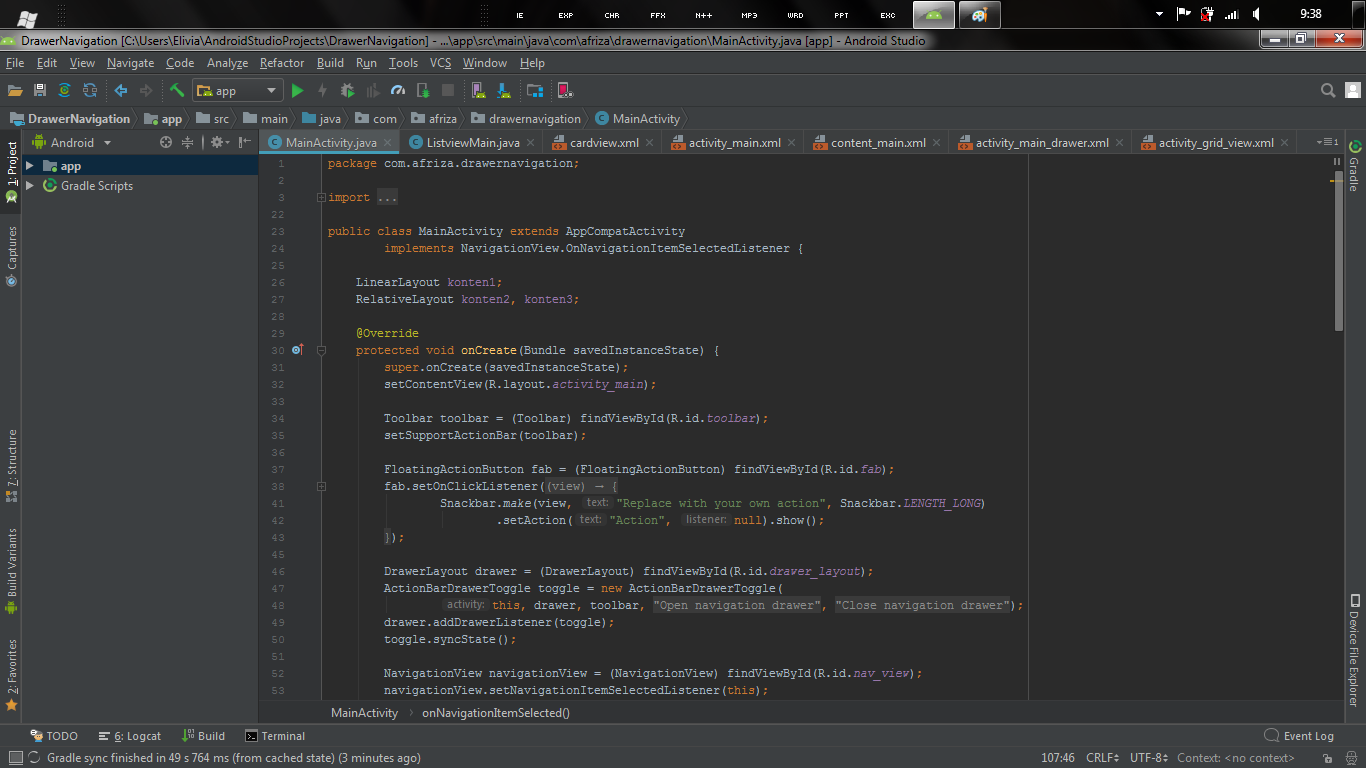 IE EXP CHR FFX N++ MP3 WRD PPT EXC 9:38
DrawerNavigation [C:\Users\Elivia\AndroidStudioProjects\DrawerNavigation] - ...\app\src\main\java\com\afriza\drawernavigation\MainActivity.java [app] - Android Studio
File Edit View Navigate Code Analyze Refactor Build Run Tools VCS Window Help
app
DrawerNavigation app src main java com afriza drawernavigation MainActivity
Android MainActivity.java ListviewMain.java cardview.xml activity_main.xml content_main.xml activity_main_drawer.xml activity_grid_view.xml 1
app
Gradle Scripts
1: Project
Captures
7: Structure
Build Variants
2: Favorites
1 package com.afriza.drawernavigation;
2
3 import ...
22
23 public class MainActivity extends AppCompatActivity
24 implements NavigationView.OnNavigationItemSelectedListener {
25
26 LinearLayout konten1;
27 RelativeLayout konten2, konten3;
28
29 @Override
30 protected void onCreate(Bundle savedInstanceState) {
31 super.onCreate(savedInstanceState);
32 setContentView(R.layout.activity_main);
33
34 Toolbar toolbar = (Toolbar) findViewById(R.id.toolbar);
35 setSupportActionBar(toolbar);
36
37 FloatingActionButton fab = (FloatingActionButton) findViewById(R.id.fab);
38 fab.setOnClickListener((view) → {
41 Snackbar.make(view, text: "Replace with your own action", Snackbar.LENGTH_LONG)
42 .setAction( text: "Action", listener: null).show();
43 });
45
46 DrawerLayout drawer = (DrawerLayout) findViewById(R.id.drawer_layout);
47 ActionBarDrawerToggle toggle = new ActionBarDrawerToggle(
48 activity: this, drawer, toolbar, "Open navigation drawer", "Close navigation drawer");
49 drawer.addDrawerListener(toggle);
50 toggle.syncState();
51
52 NavigationView navigationView = (NavigationView) findViewById(R.id.nav_view);
53 navigationView.setNavigationItemSelectedListener(this);
Gradle
Device File Explorer
MainActivity › onNavigationItemSelected()
TODO 6: Logcat Build Terminal Event Log
Gradle sync finished in 49 s 764 ms (from cached state) (3 minutes ago) 107:46 CRLF UTF-8 Context: <no context>